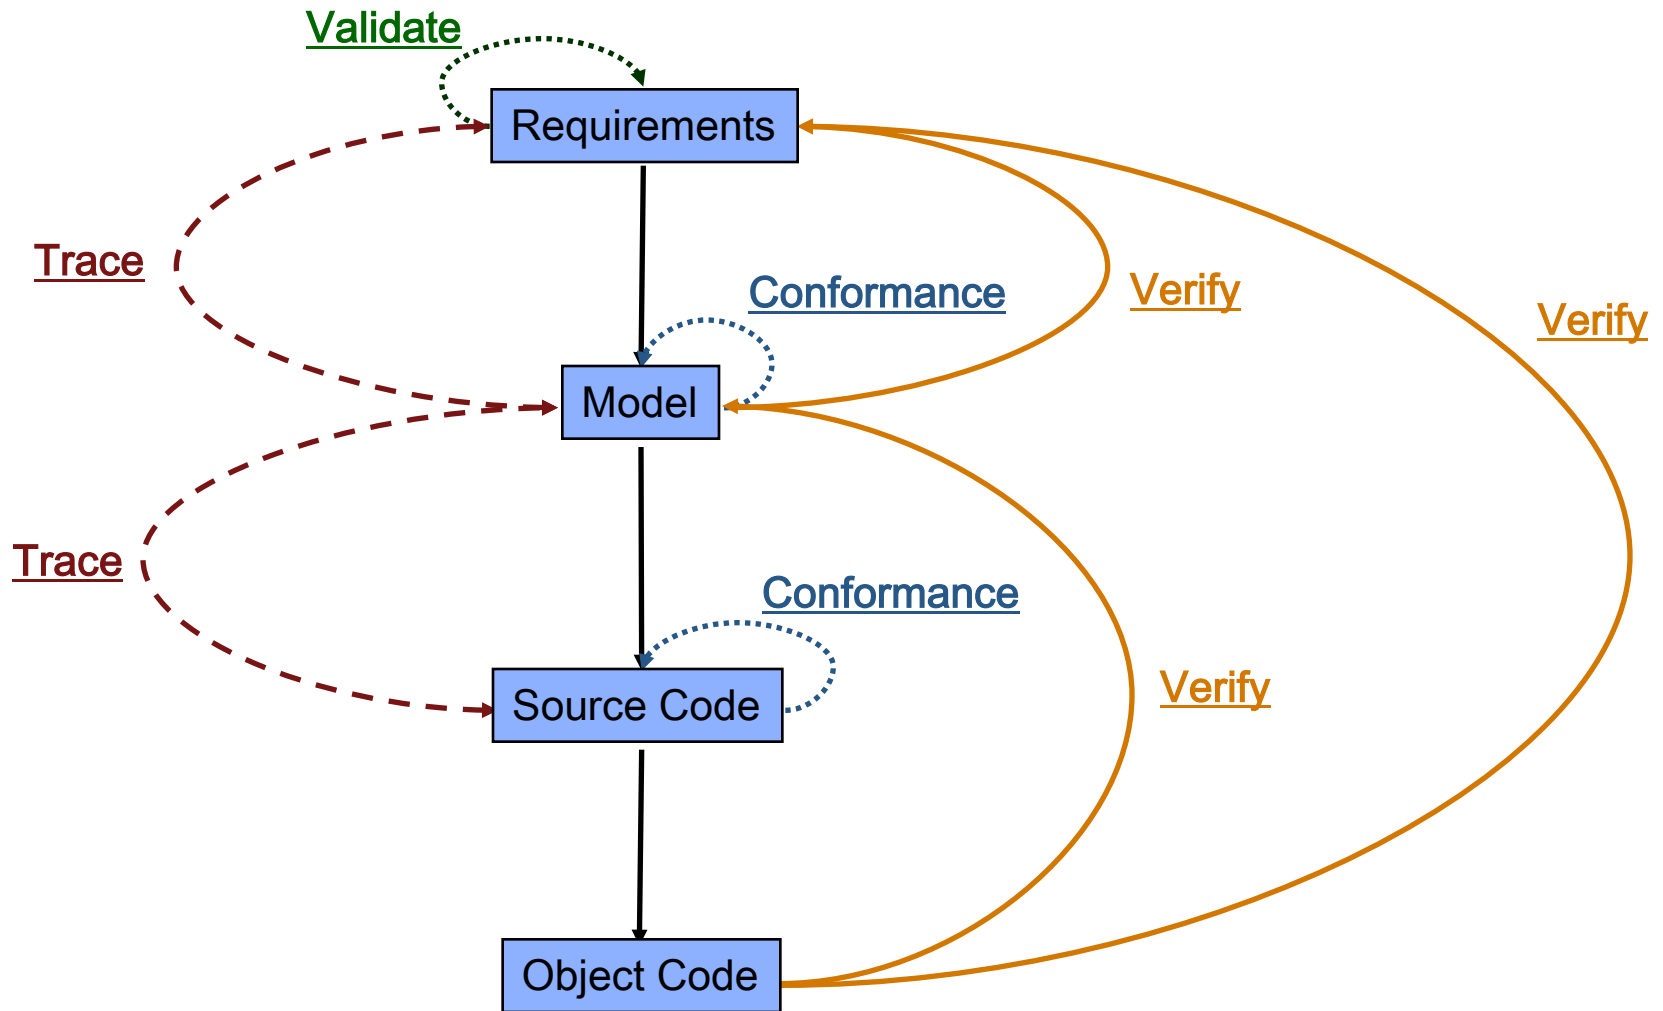 Validate
Requirements
Trace
Conformance
Verify
Verify
Model
Trace
Conformance
Verify
Source Code
Object Code